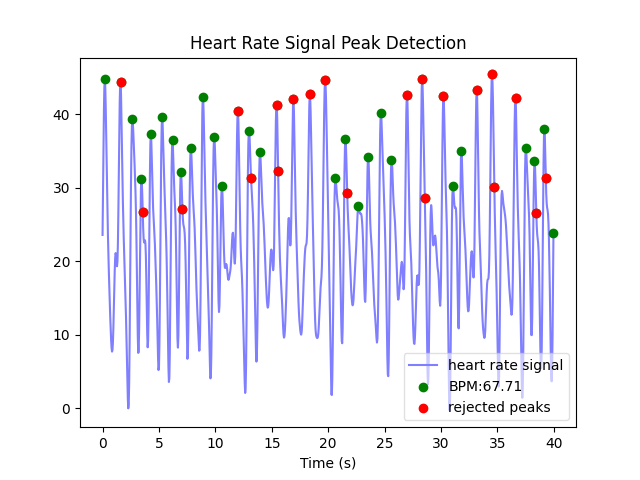 Heart Rate Signal Peak Detection
40
30
20
10
0
heart rate signal
BPM:67.71
rejected peaks
0 5 10 15 20 25 30 35 40
Time (s)